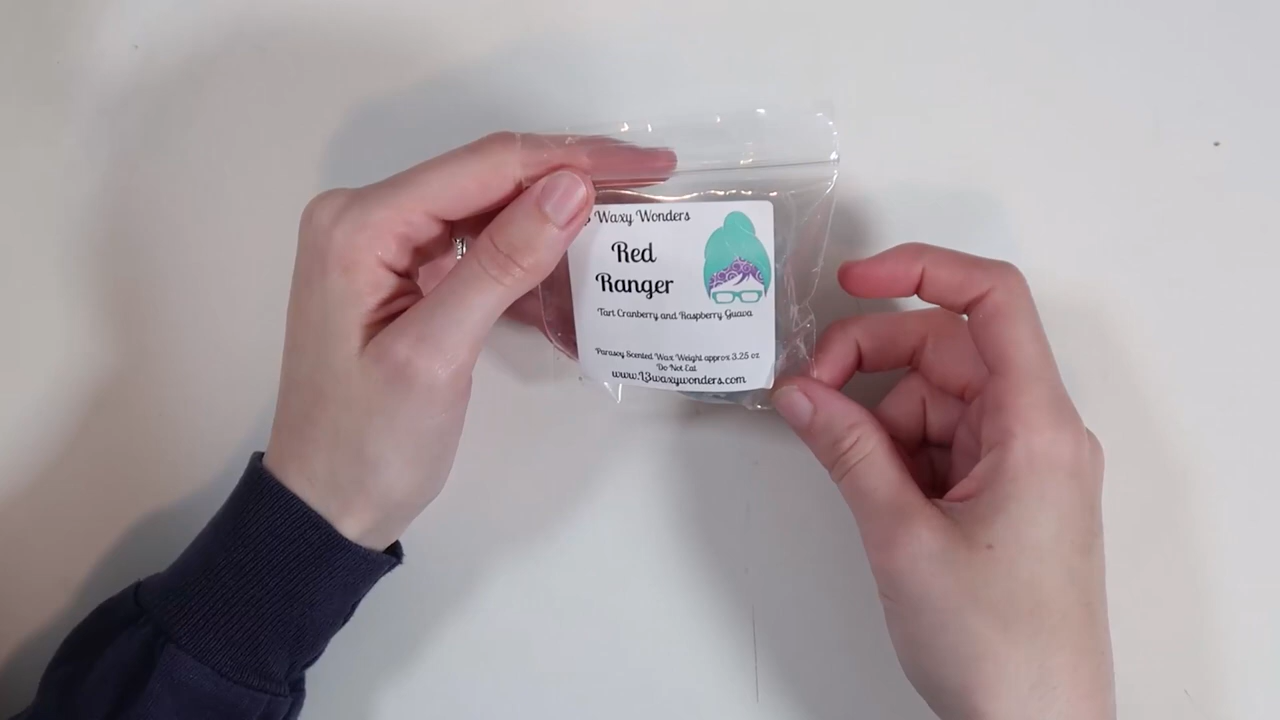 Waxy Wonders
Red
Ranger
Tart Cranberry and Raspberry Guava
Parasoy Scented Wax Weight approx 3.25 oz
Do Not Eat
www.13waxywonders.com